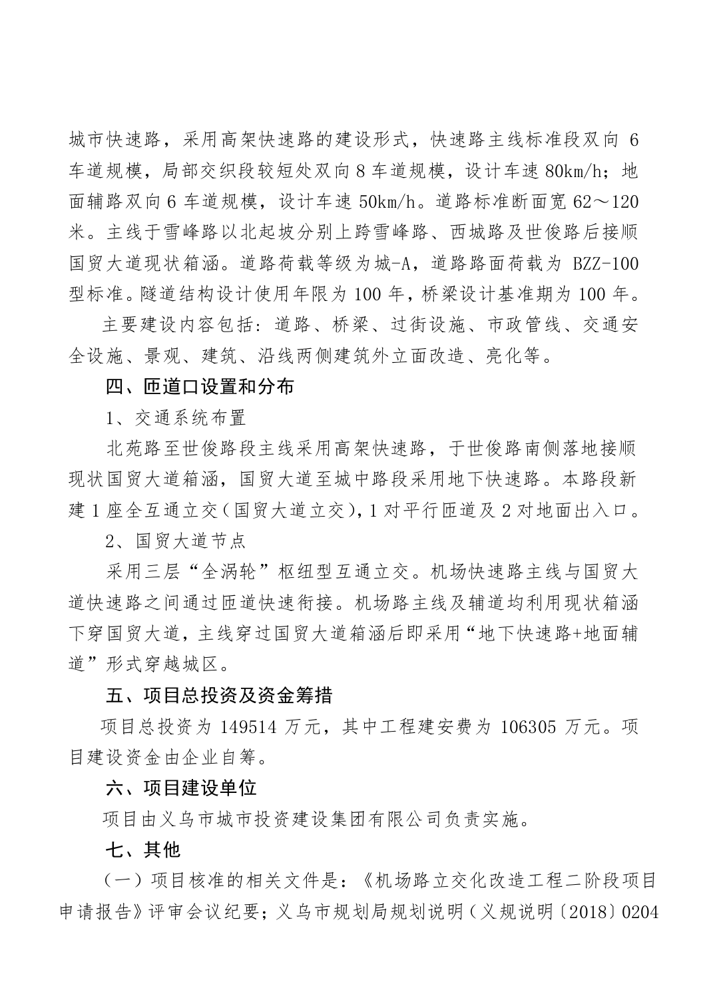 城市快速路，采用高架快速路的建设形式，快速路主线标准段双向 6
车道规模，局部交织段较短处双向 8 车道规模，设计车速 80km/h；地
面辅路双向 6 车道规模，设计车速 50km/h。道路标准断面宽 62～120
米。主线于雪峰路以北起坡分别上跨雪峰路、西城路及世俊路后接顺
国贸大道现状箱涵。道路荷载等级为城-A，道路路面荷载为 BZZ-100
型标准。隧道结构设计使用年限为 100 年，桥梁设计基准期为 100 年。
主要建设内容包括：道路、桥梁、过街设施、市政管线、交通安
全设施、景观、建筑、沿线两侧建筑外立面改造、亮化等。
四、匝道口设置和分布
1、交通系统布置
北苑路至世俊路段主线采用高架快速路，于世俊路南侧落地接顺
现状国贸大道箱涵，国贸大道至城中路段采用地下快速路。本路段新
建 1 座全互通立交（国贸大道立交），1 对平行匝道及 2 对地面出入口。
2、国贸大道节点
采用三层“全涡轮”枢纽型互通立交。机场快速路主线与国贸大
道快速路之间通过匝道快速衔接。机场路主线及辅道均利用现状箱涵
下穿国贸大道，主线穿过国贸大道箱涵后即采用“地下快速路+地面辅
道”形式穿越城区。
五、项目总投资及资金筹措
项目总投资为 149514 万元，其中工程建安费为 106305 万元。项
目建设资金由企业自筹。
六、项目建设单位
项目由义乌市城市投资建设集团有限公司负责实施。
七、其他
（一）项目核准的相关文件是：《机场路立交化改造工程二阶段项目
申请报告》评审会议纪要；义乌市规划局规划说明（义规说明〔2018〕0204